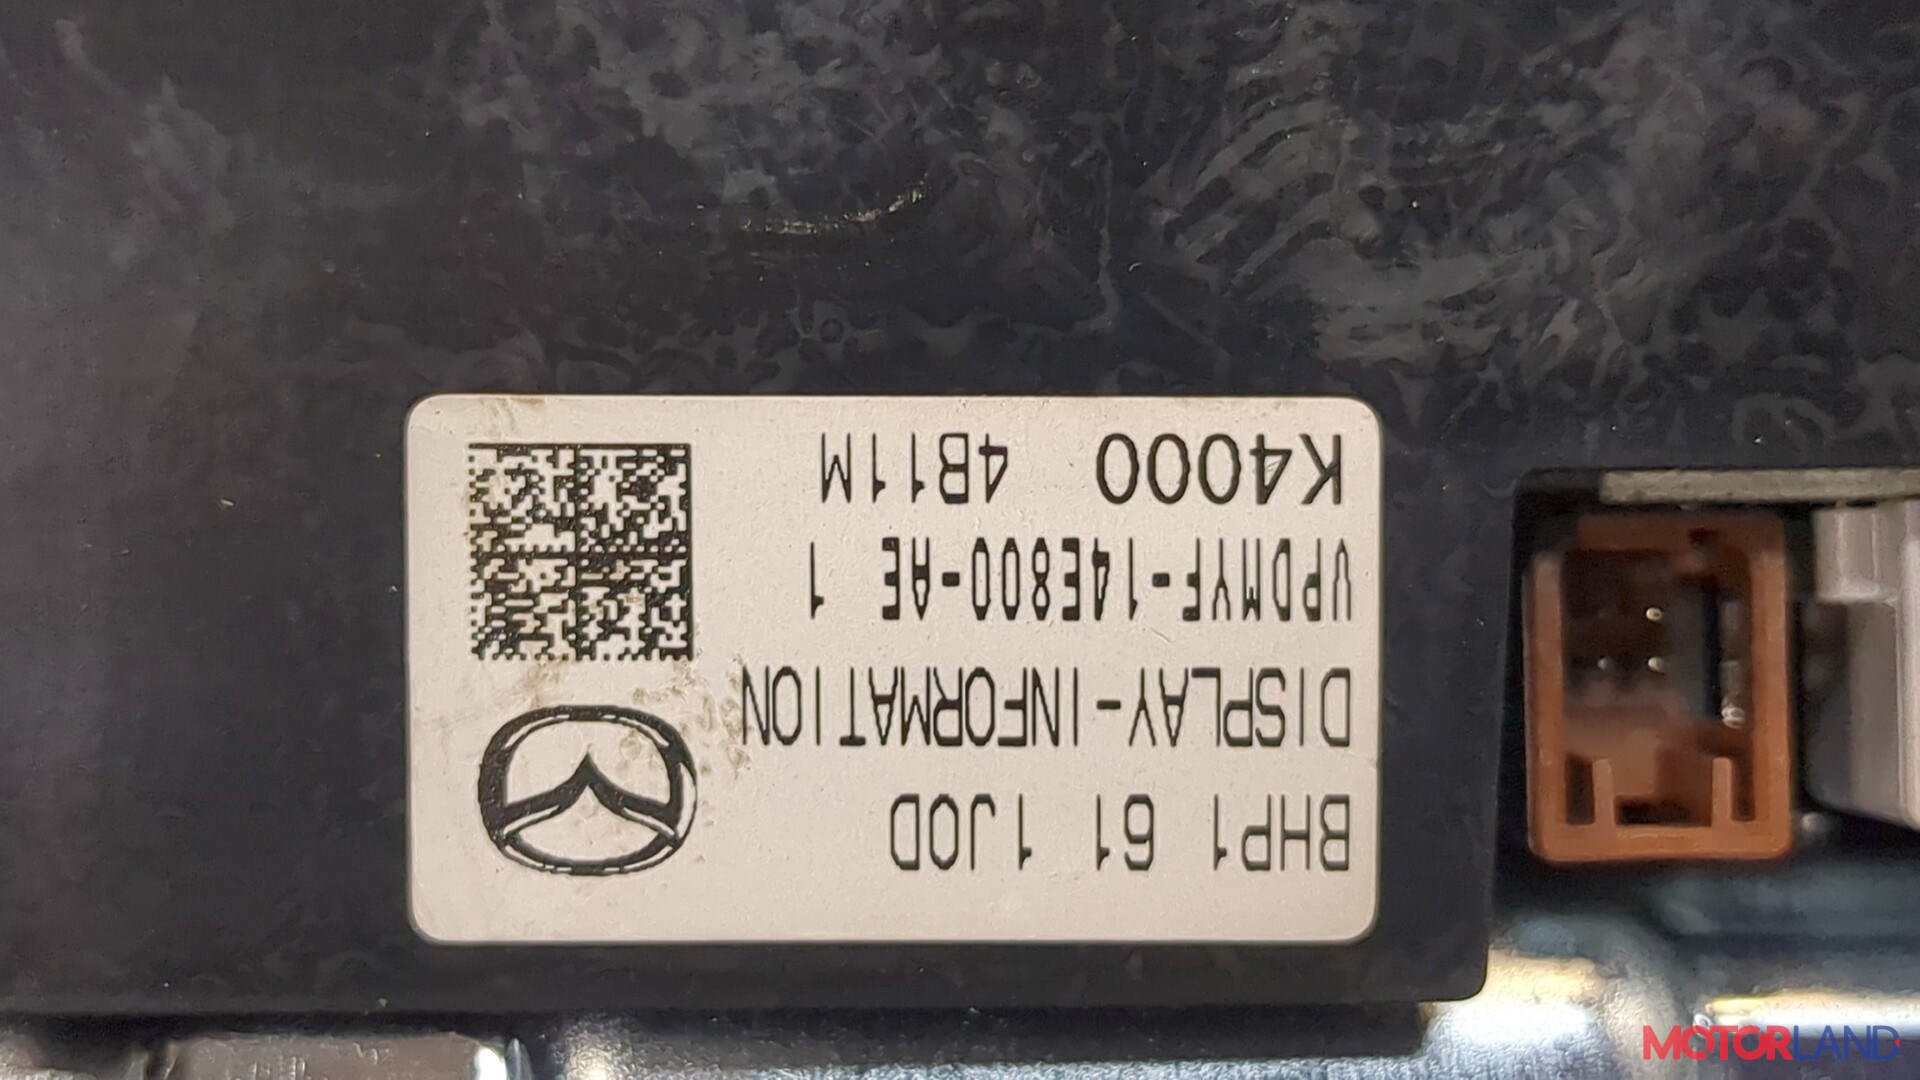 BHP1 61 1J0D
DISPLAY-INFORMATION
VPDMYF-14E800-AE 1
K4000 4B11M
MOTORLAND